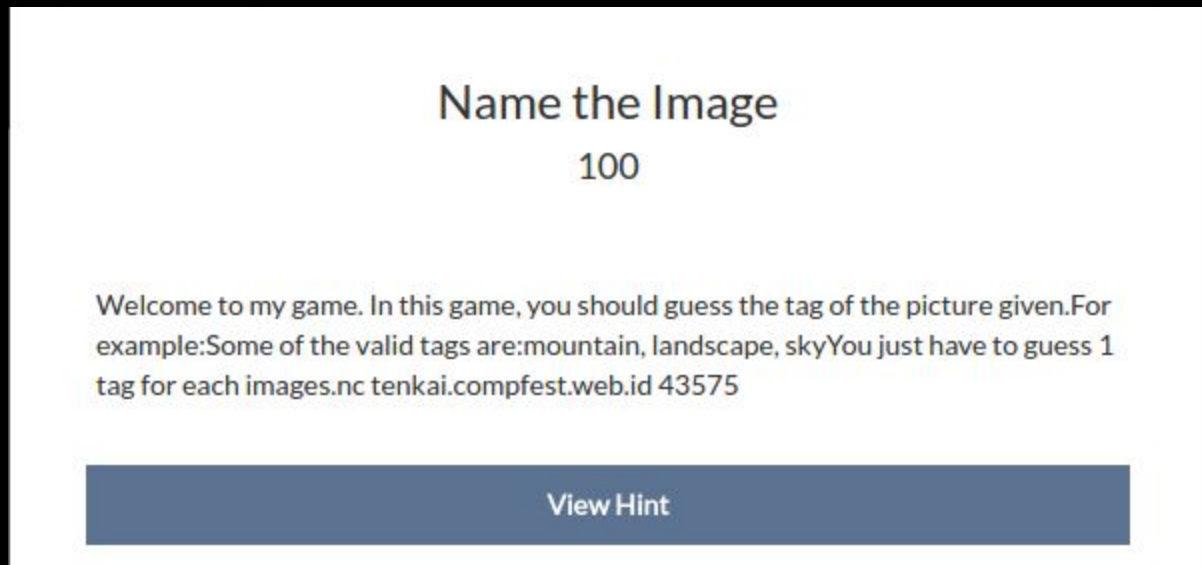 Name the Image
100
Welcome to my game. In this game, you should guess the tag of the picture given.For
example:Some of the valid tags are:mountain, landscape, skyYou just have to guess 1
tag for each images.nc tenkai.compfest.web.id 43575
View Hint